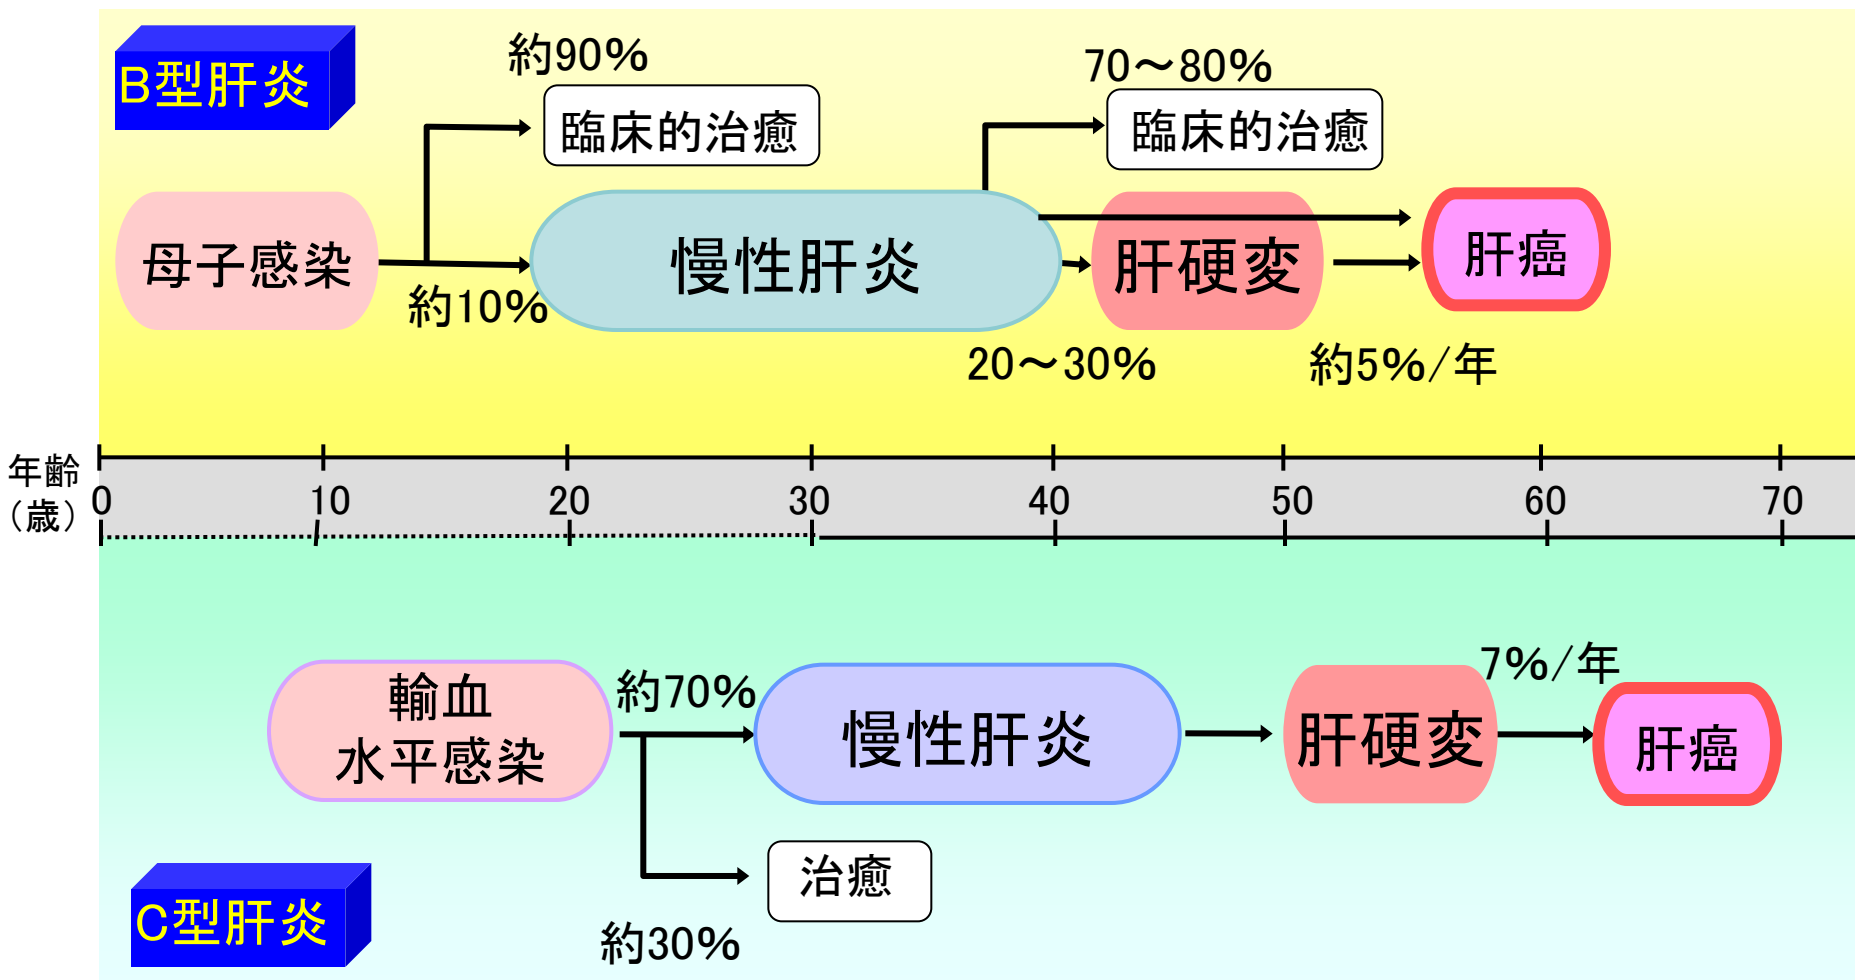 B型肝炎
約90%
臨床的治癒
70～80%
臨床的治癒
母子感染
約10%
慢性肝炎
20～30%
肝硬変
約5%/年
肝癌
年齢
（歳）
0 10 20 30 40 50 60 70
輸血
水平感染
約70%
慢性肝炎
肝硬変
7%/年
肝癌
治癒
約30%
C型肝炎